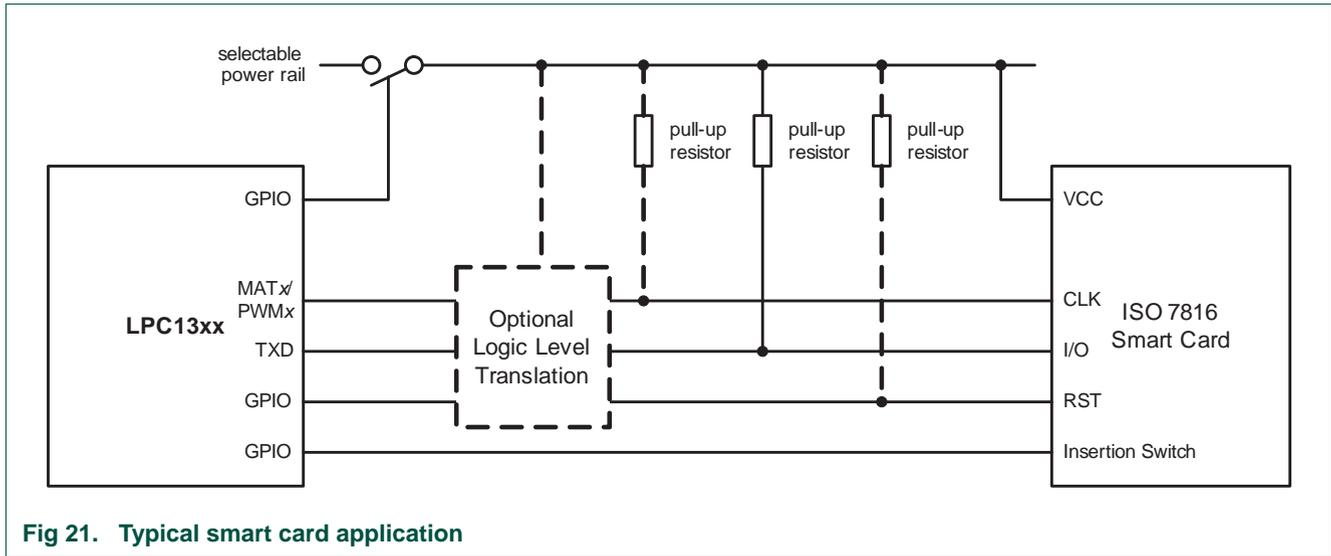 selectable
power rail
pull-up
resistor
pull-up
resistor
pull-up
resistor
LPC13xx
GPIO
MATx/
PWMx
TXD
GPIO
GPIO
Optional
Logic Level
Translation
VCC
CLK
I/O
RST
Insertion Switch
ISO 7816
Smart Card
Fig 21. Typical smart card application